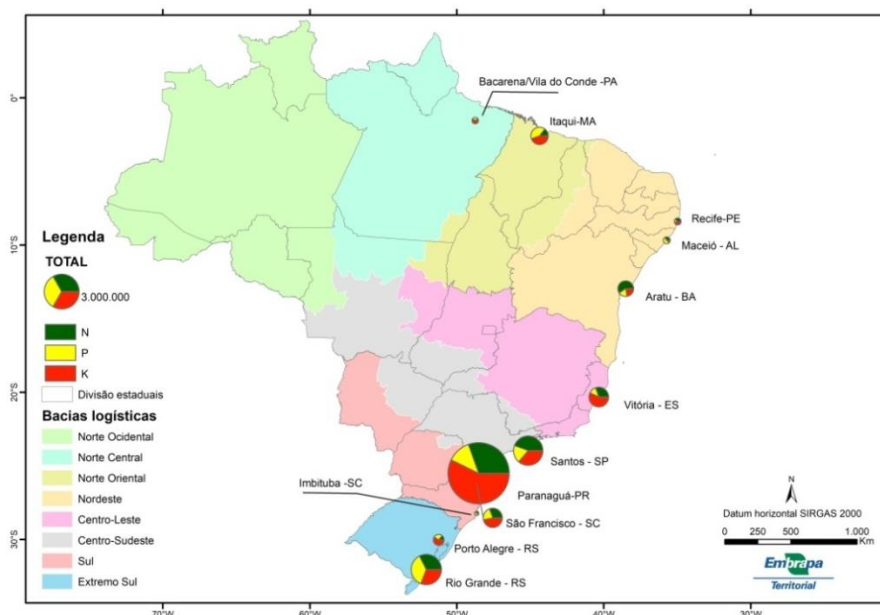 Bacarena/Vila do Conde -PA
0°
Itaqui-MA
Recife-PE
Legenda
10°S
Maceió - AL
TOTAL
3.000.000
Aratu - BA
N
P
K
Divisão estaduais
20°S
Vitória - ES
Bacias logísticas
Norte Ocidental
Norte Central
Santos - SP
Norte Oriental
Imbituba -SC
Paranaguá-PR
N
Nordeste
São Francisco - SC
Datum horizontal SIRGAS 2000
Centro-Leste
0 250 500 1.000
Km
Centro-Sudeste
30°S
Porto Alegre - RS
Sul
Embrapa
Extremo Sul
Rio Grande - RS
Territorial
70°W 60°W 50°W 40°W 30°W